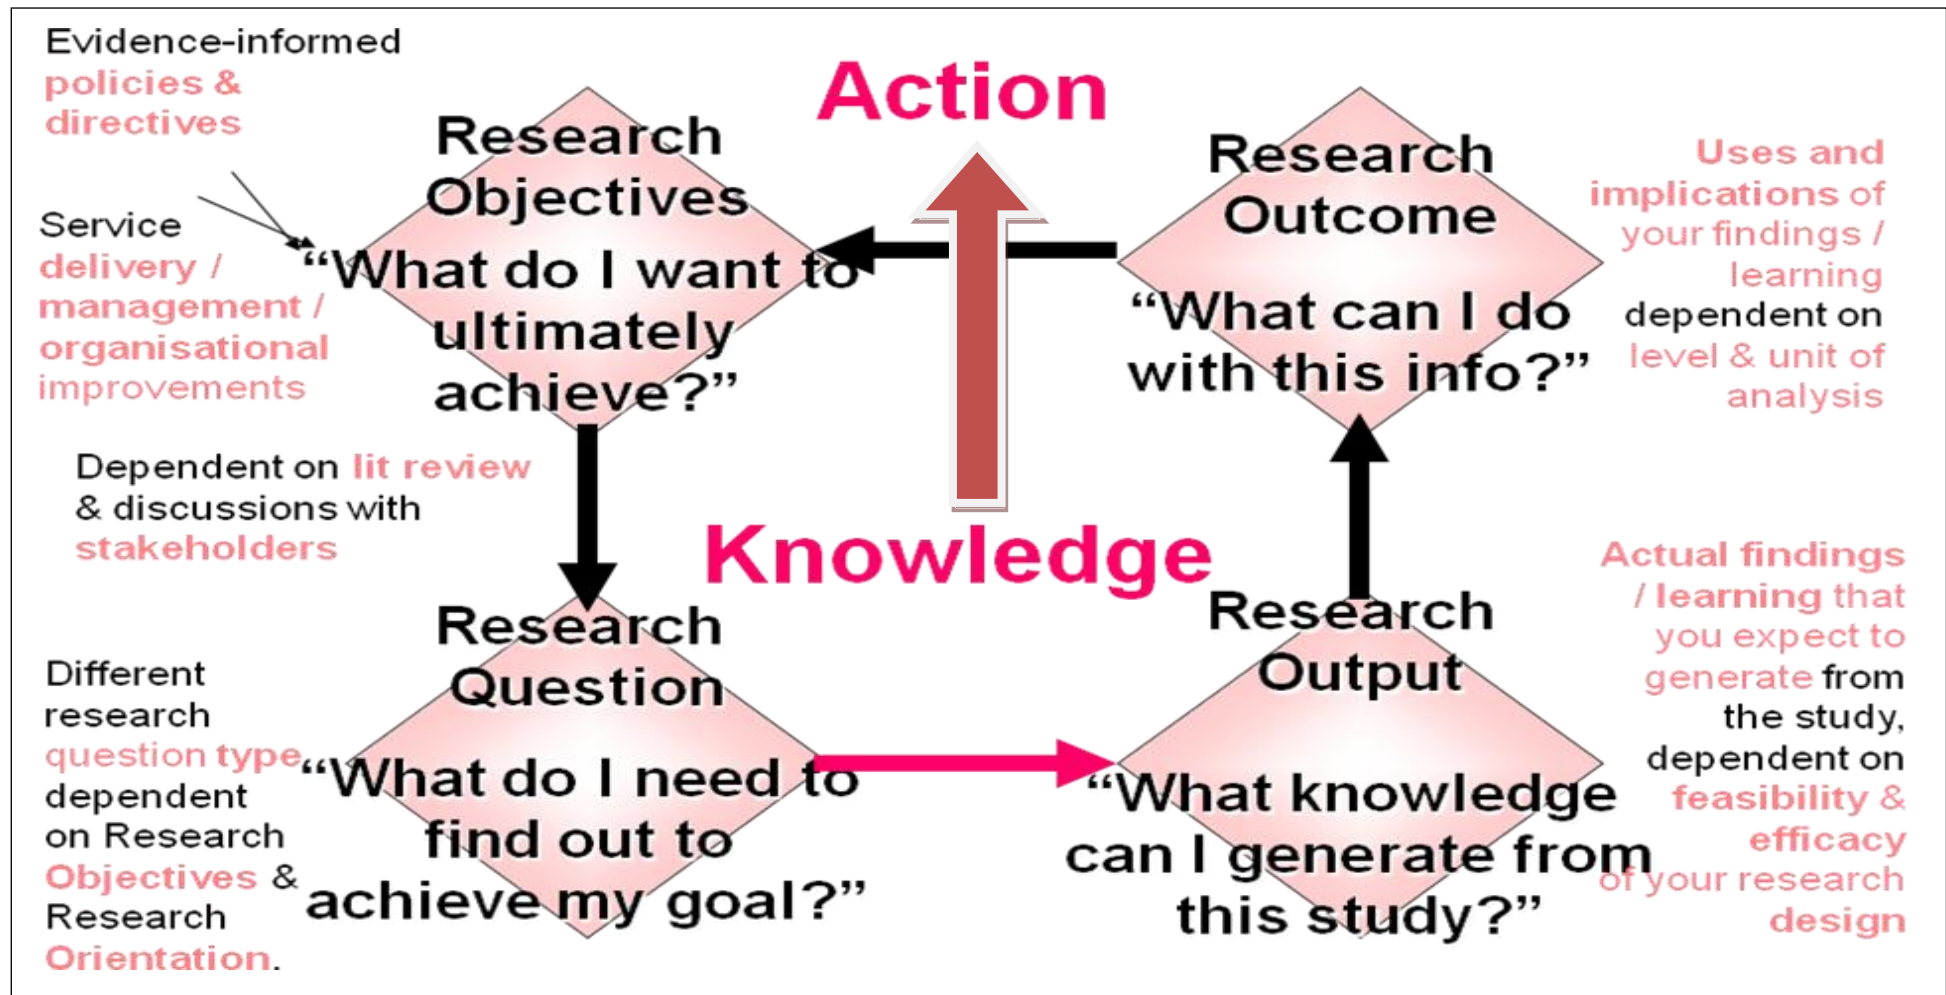 Evidence-informed
policies &
directives
Service
delivery /
management /
organisational
improvements
Research
Objectives
“What do I want to
ultimately
achieve?”
Action
Research
Outcome
“What can I do
with this info?”
Uses and
implications of
your findings /
learning
dependent on
level & unit of
analysis
Dependent on lit review
& discussions with
stakeholders
Knowledge
Different
research
question type
dependent
on Research
Objectives &
Research
Orientation.
Research
Question
“What do I need to
find out to
achieve my goal?”
Research
Output
“What knowledge
can I generate from
this study?”
Actual findings
/ learning that
you expect to
generate from
the study,
dependent on
feasibility &
efficacy
of your research
design